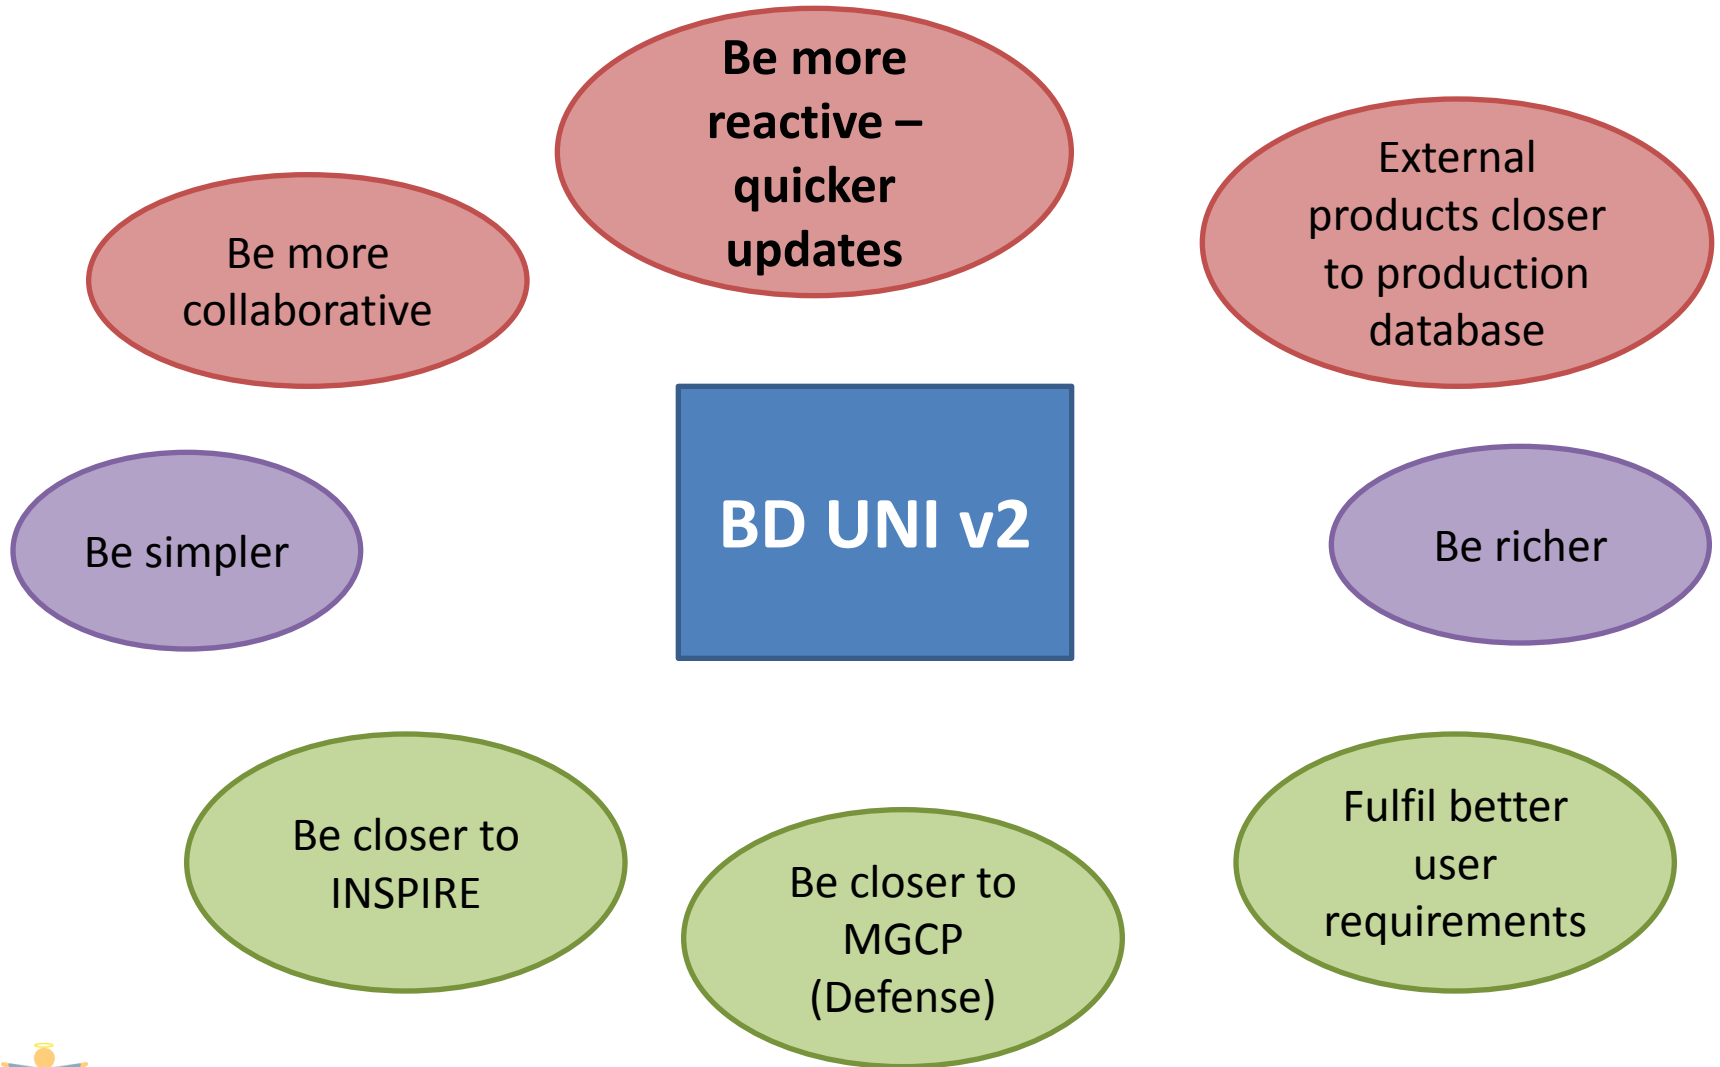 Be more
reactive –
quicker
updates
External
products closer
to production
database
Be more
collaborative
BD UNI v2
Be simpler
Be richer
Be closer to
INSPIRE
Be closer to
MGCP
(Defense)
Fulfil better
user
requirements